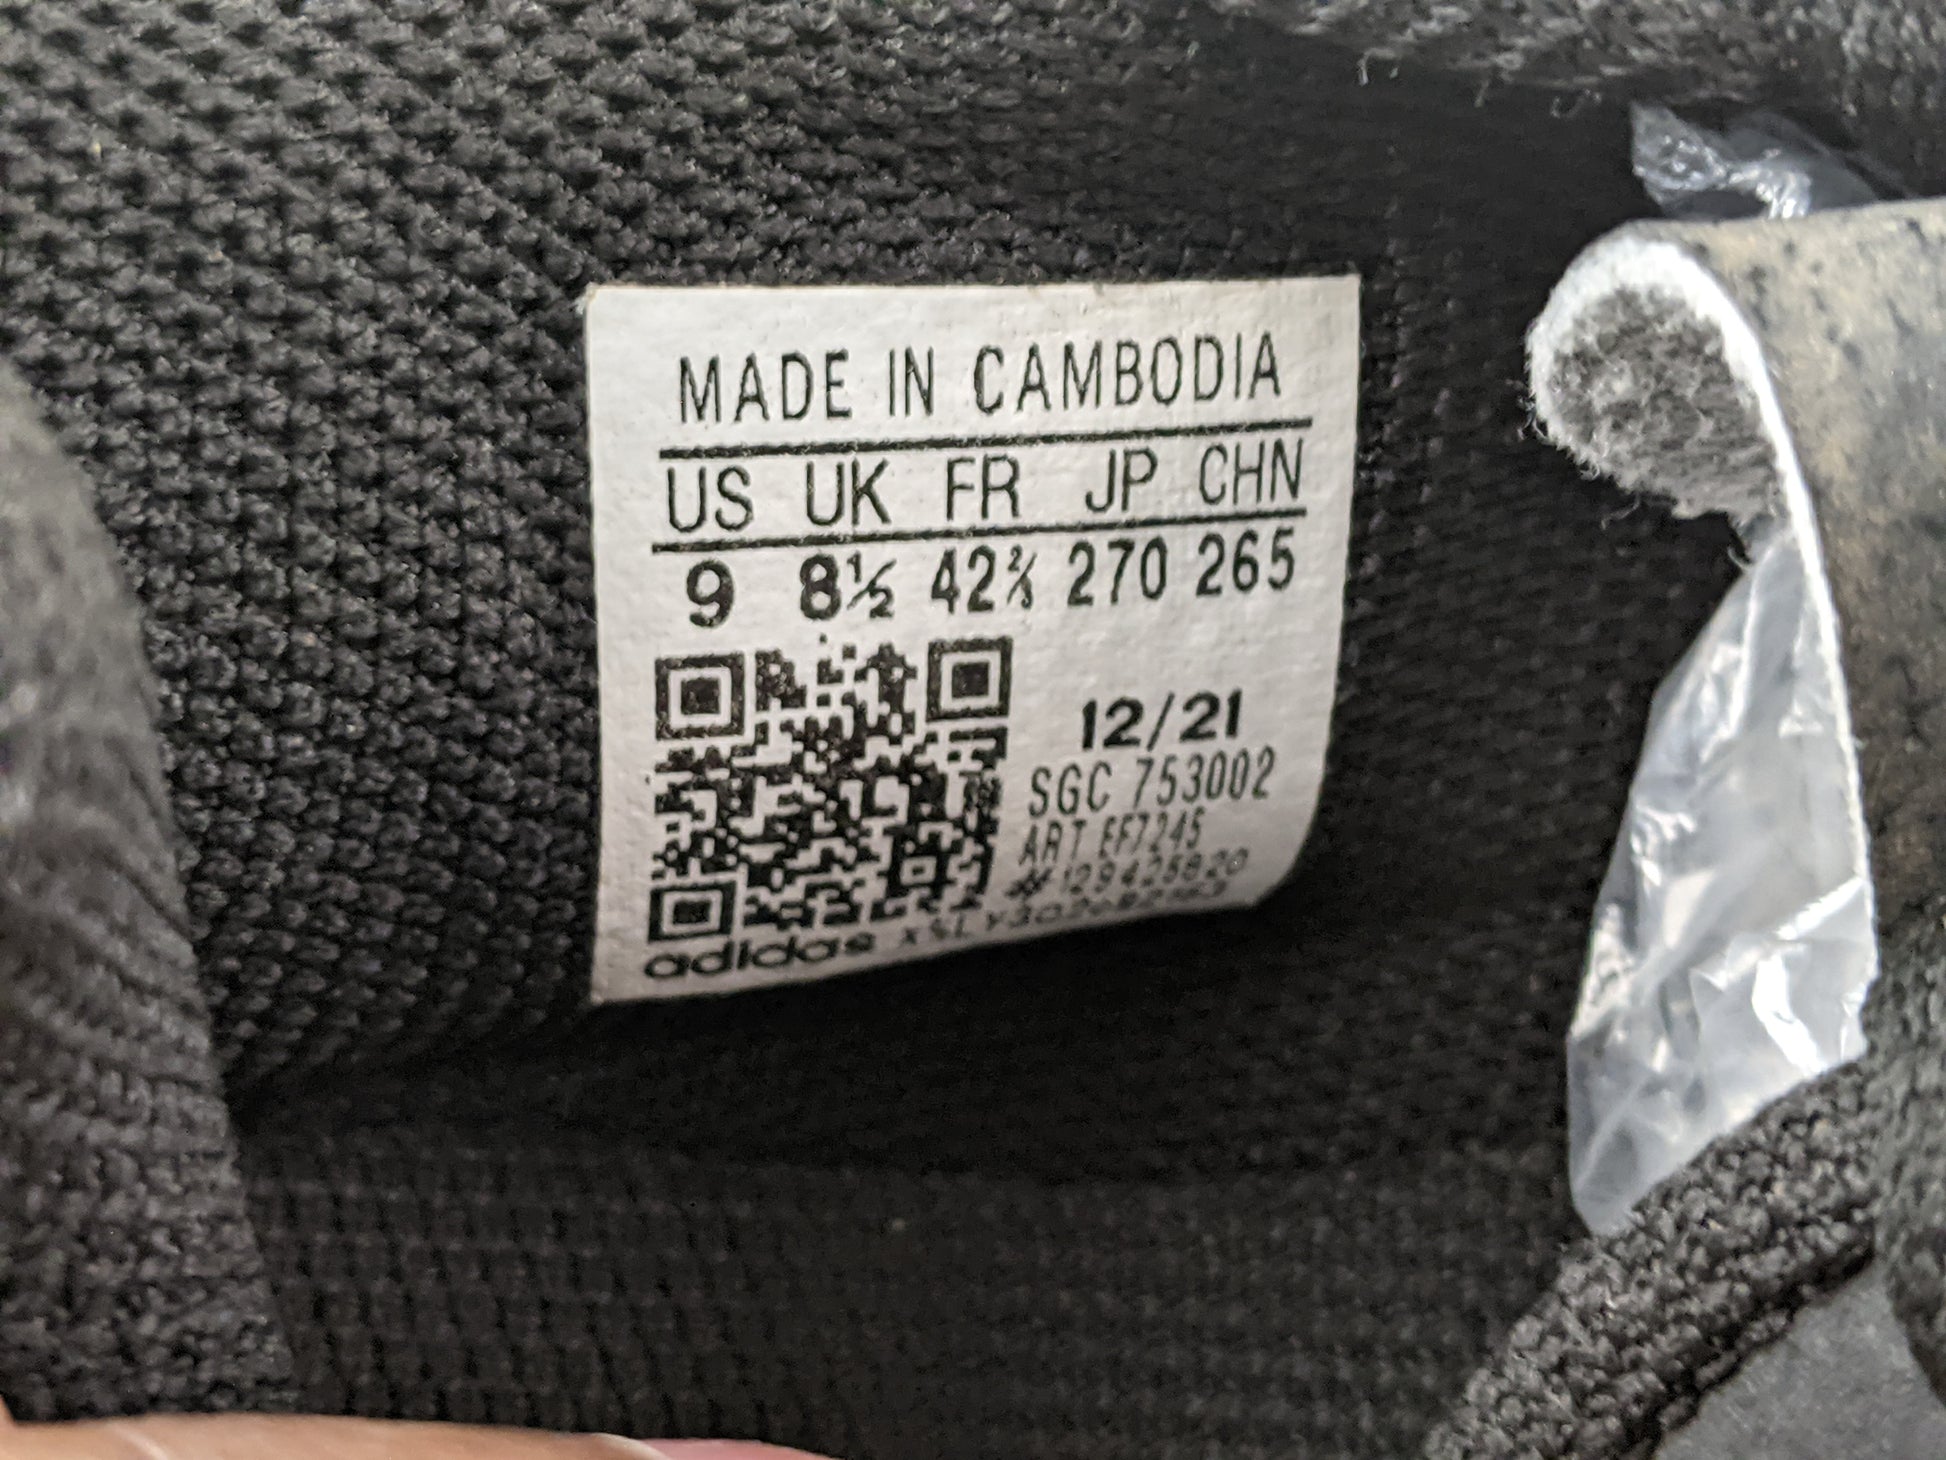 MADE IN CAMBODIA
US UK FR JP CHN
9 8½ 42⅔ 270 265
12/21
SGC 753002
ART EF7245
#129425820
adidas